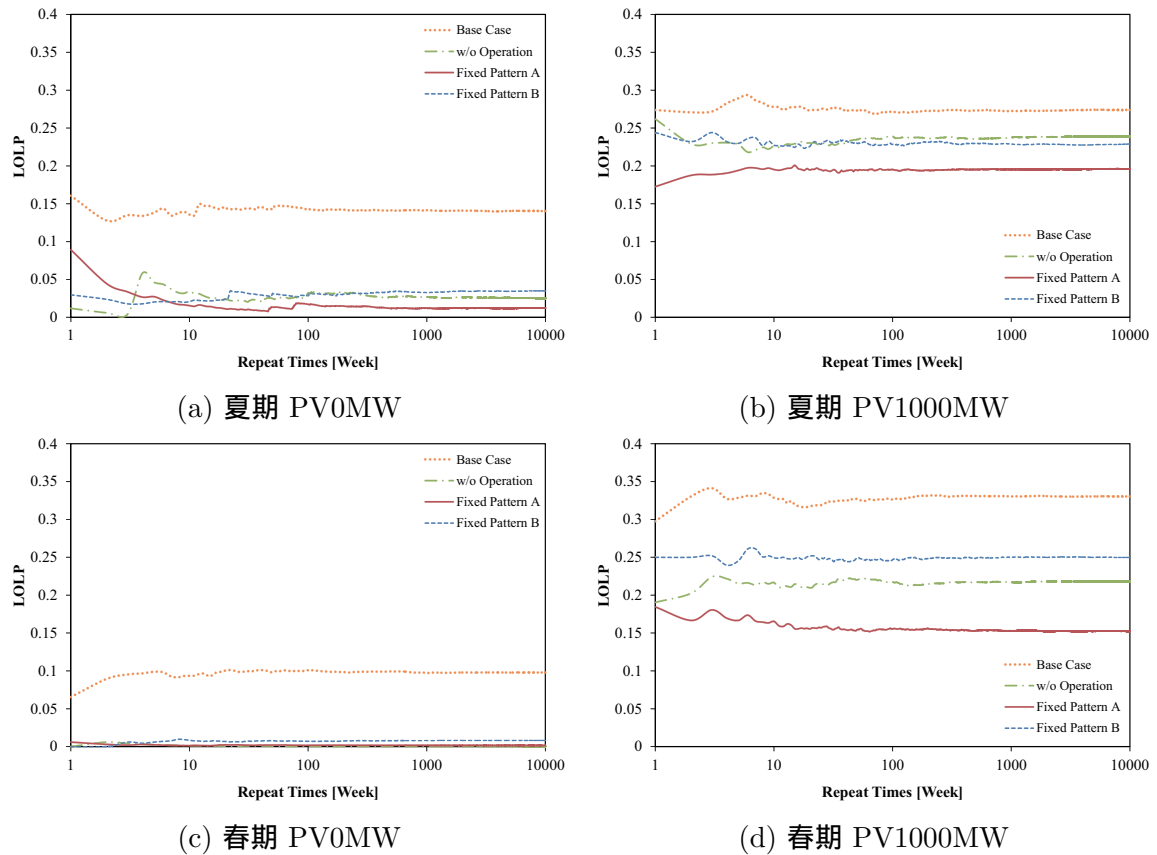 0.4
0.35
0.3
0.25
0.2
0.15
0.1
0.05
0
LOLP
Base Case
w/o Operation
Fixed Pattern A
Fixed Pattern B
1
10
100
1000
10000
Repeat Times [Week]
(a) 夏期 PV0MW
0.4
0.35
0.3
0.25
0.2
0.15
0.1
0.05
0
LOLP
Base Case
w/o Operation
Fixed Pattern A
Fixed Pattern B
1
10
100
1000
10000
Repeat Times [Week]
(b) 夏期 PV1000MW
0.4
0.35
0.3
0.25
0.2
0.15
0.1
0.05
0
LOLP
Base Case
w/o Operation
Fixed Pattern A
Fixed Pattern B
1
10
100
1000
10000
Repeat Times [Week]
(c) 春期 PV0MW
0.4
0.35
0.3
0.25
0.2
0.15
0.1
0.05
0
LOLP
Base Case
w/o Operation
Fixed Pattern A
Fixed Pattern B
1
10
100
1000
10000
Repeat Times [Week]
(d) 春期 PV1000MW